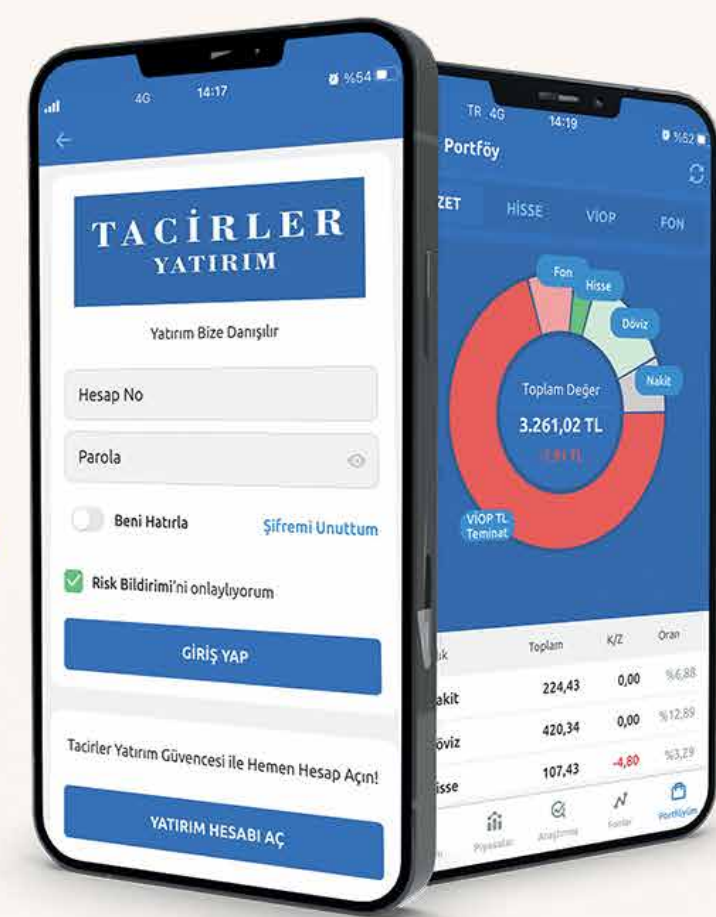 4G 14:17 %54
TACİRLER
YATIRIM
Yatırım Bize Danışılır
Hesap No
Parola
Beni Hatırla Şifremi Unuttum
Risk Bildirimi'ni onaylıyorum
GİRİŞ YAP
Tacirler Yatırım Güvencesi ile Hemen Hesap Açın!
YATIRIM HESABI AÇ
TR 4G 14:19 %52
Portföy
ZET HİSSE VİOP FON
Fon
Hisse
Döviz
Nakit
Toplam Değer
3.261,02 TL
VİOP TL
Teminat
Toplam K/Z Oran
akit 224,43 0,00 %6,88
öviz 420,34 0,00 %12,89
isse 107,43 -4,80 %3,29
Piyasalar Araştırma Fonlar Portföyüm